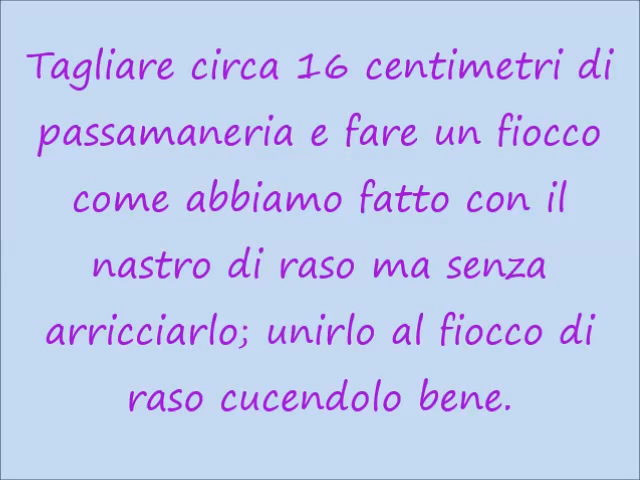 Tagliare circa 16 centimetri di
passamaneria e fare un fiocco
come abbiamo fatto con il
nastro di raso ma senza
arricciarlo; unirlo al fiocco di
raso cucendolo bene.